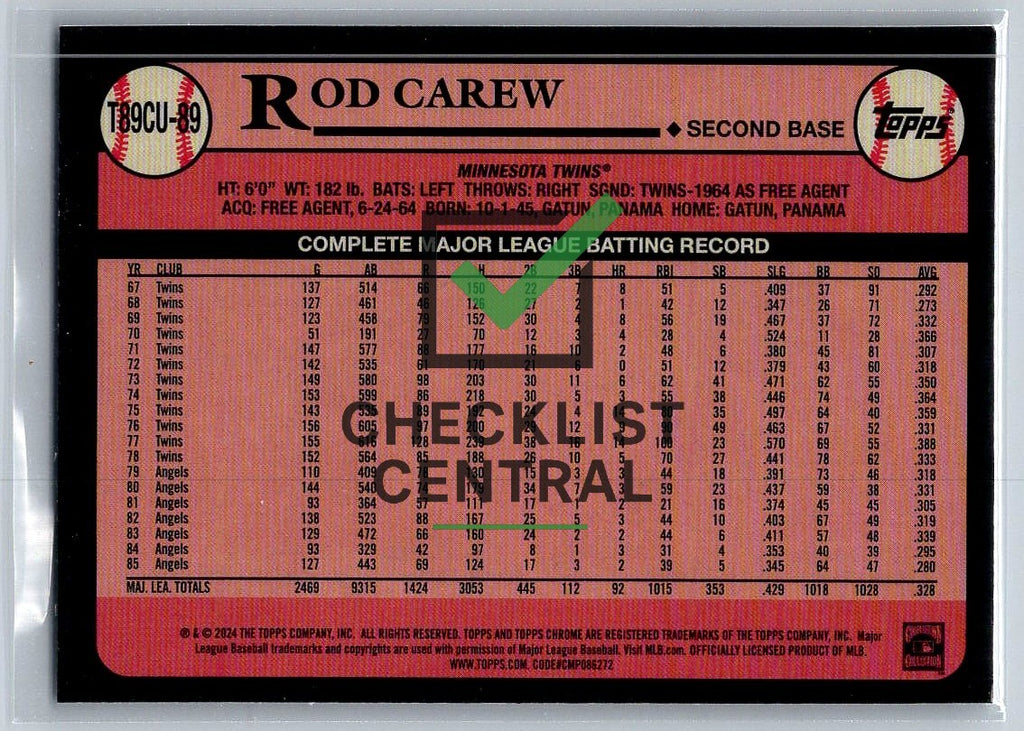 T89CU-89
ROD CAREW
◆ SECOND BASE
Topps
MINNESOTA TWINS®
HT: 6'0" WT: 182 lb. BATS: LEFT THROWS: RIGHT SGND: TWINS-1964 AS FREE AGENT
ACQ: FREE AGENT, 6-24-64 BORN: 10-1-45, GATUN, PANAMA HOME: GATUN, PANAMA
COMPLETE MAJOR LEAGUE BATTING RECORD
YR CLUB G AB R H 2B 3B HR RBI SB SLG BB SO AVG
67 Twins 137 514 66 150 22 7 8 51 5 .409 37 91 .292
68 Twins 127 461 46 126 27 2 1 42 12 .347 26 71 .273
69 Twins 123 458 79 152 30 4 8 56 19 .467 37 72 .332
70 Twins 51 191 27 70 12 3 4 28 4 .524 11 28 .366
71 Twins 147 577 88 177 16 10 2 48 6 .380 45 81 .307
72 Twins 142 535 61 170 21 6 0 51 12 .379 43 60 .318
73 Twins 149 580 98 203 30 11 6 62 41 .471 62 55 .350
74 Twins 153 599 86 218 30 5 3 55 38 .446 74 49 .364
75 Twins 143 535 89 192 24 4 14 80 35 .497 64 40 .359
76 Twins 156 605 97 200 29 12 9 90 49 .463 67 52 .331
77 Twins 155 616 128 239 38 16 14 100 23 .570 69 55 .388
78 Twins 152 564 85 188 26 10 5 70 27 .441 78 62 .333
79 Angels 110 409 78 130 15 3 3 44 18 .391 73 46 .318
80 Angels 144 540 74 179 34 7 3 59 23 .437 59 38 .331
81 Angels 93 364 57 111 17 1 2 21 16 .374 45 45 .305
82 Angels 138 523 88 167 25 5 3 44 10 .403 67 49 .319
83 Angels 129 472 66 160 24 2 2 44 6 .411 57 48 .339
84 Angels 93 329 42 97 8 1 3 31 4 .353 40 39 .295
85 Angels 127 443 69 124 17 3 2 39 5 .345 64 47 .280
MAJ. LEA. TOTALS 2469 9315 1424 3053 445 112 92 1015 353 .429 1018 1028 .328
CHECKLIST
CENTRAL
® & © 2024 THE TOPPS COMPANY, INC. ALL RIGHTS RESERVED. TOPPS AND TOPPS CHROME ARE REGISTERED TRADEMARKS OF THE TOPPS COMPANY, INC. Major
League Baseball trademarks and copyrights are used with permission of Major League Baseball. Visit MLB.com. OFFICIALLY LICENSED PRODUCT OF MLB.
WWW.TOPPS.COM. CODE#CMP086272
COOPERSTOWN
COLLECTION